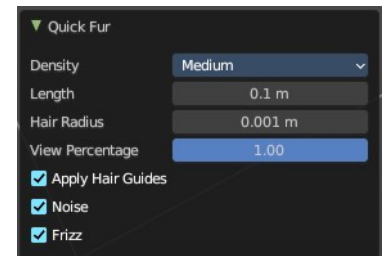 Quick Fur
Density Medium
Length 0.1 m
Hair Radius 0.001 m
View Percentage 1.00
Apply Hair Guides
Noise
Frizz